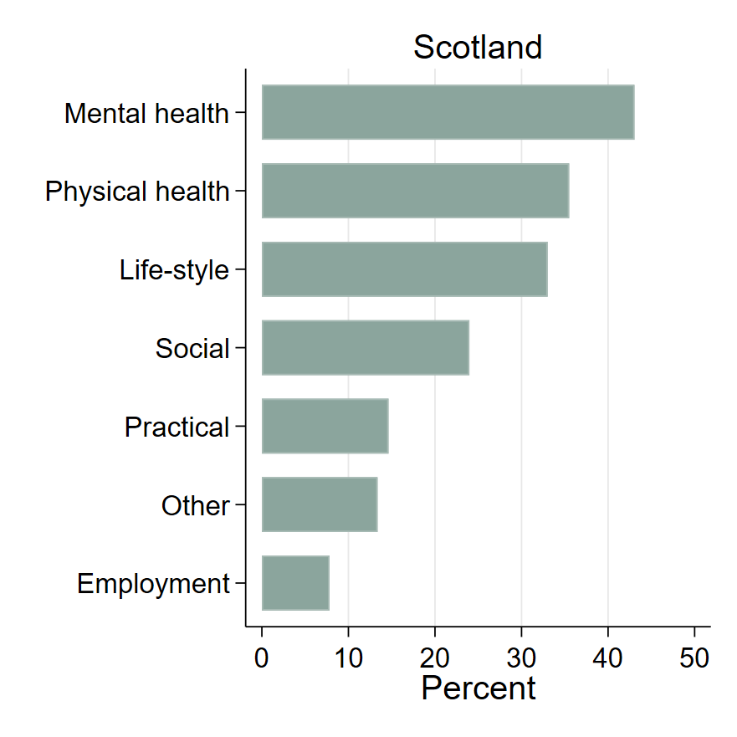 Scotland
Mental health
Physical health
Life-style
Social
Practical
Other
Employment
0 10 20 30 40 50
Percent